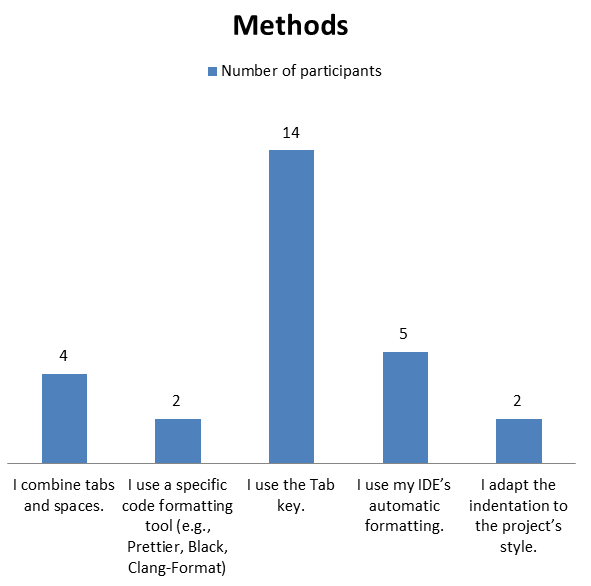 Methods
Number of participants
14
4
2
5
2
I combine tabs
and spaces.
I use a specific
code formatting
tool (e.g.,
Prettier, Black,
Clang-Format)
I use the Tab
key.
I use my IDE’s
automatic
formatting.
I adapt the
indentation to
the project’s
style.